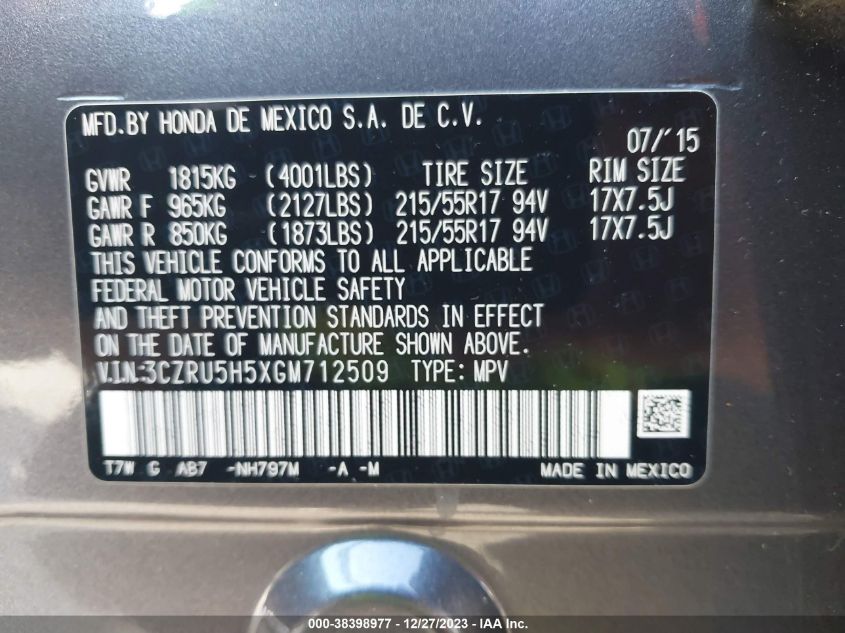 MFD.BY HONDA DE MEXICO S.A. DE C.V.
07/'15
GVWR 1815KG (4001LBS) TIRE SIZE RIM SIZE
GAWR F 965KG (2127LBS) 215/55R17 94V 17X7.5J
GAWR R 850KG (1873LBS) 215/55R17 94V 17X7.5J
THIS VEHICLE CONFORMS TO ALL APPLICABLE
FEDERAL MOTOR VEHICLE SAFETY
AND THEFT PREVENTION STANDARDS IN EFFECT
ON THE DATE OF MANUFACTURE SHOWN ABOVE.
V.I.N:3CZRU5H5XGM712509 TYPE: MPV
T7W G AB7 -NH797M -A -M MADE IN MEXICO
000-38398977 - 12/27/2023 - IAA Inc.